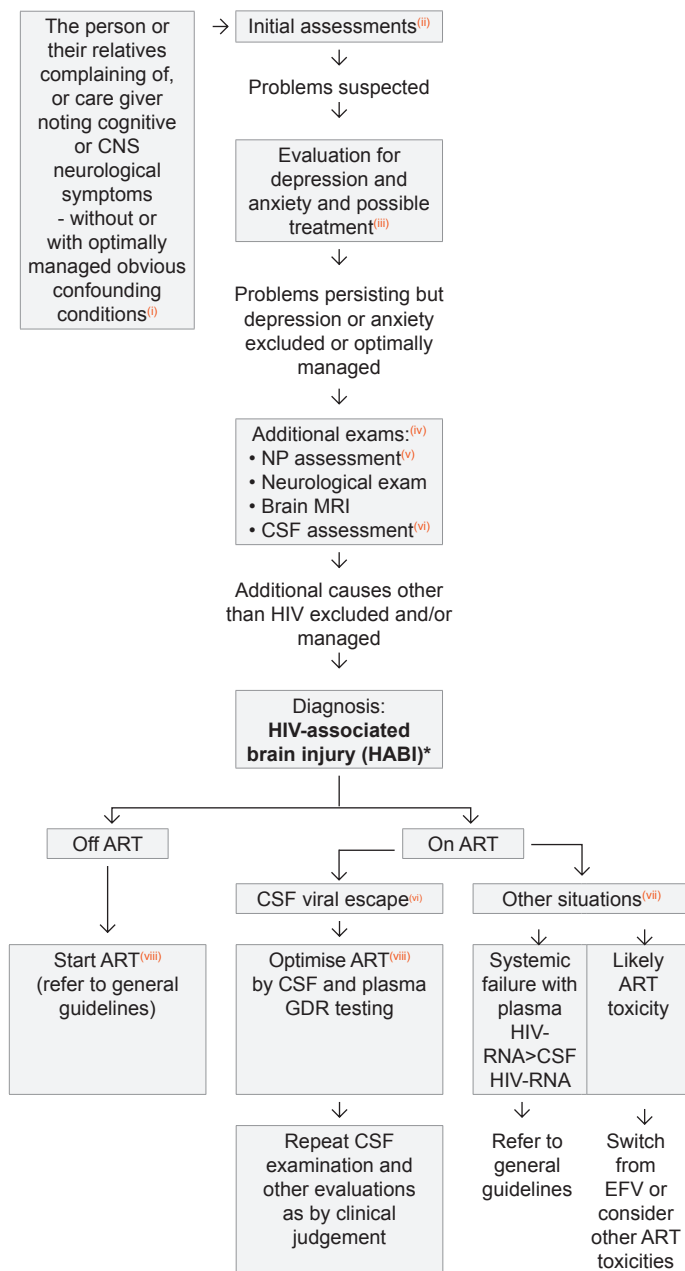 The person or
their relatives
complaining of,
or care giver
noting cognitive
or CNS
neurological
symptoms
- without or
with optimally
managed obvious
confounding
conditions(i)
Initial assessments(ii)
Problems suspected
Evaluation for
depression and
anxiety and possible
treatment(iii)
Problems persisting but
depression or anxiety
excluded or optimally
managed
Additional exams:(iv)
• NP assessment(v)
• Neurological exam
• Brain MRI
• CSF assessment(vi)
Additional causes other
than HIV excluded and/or
managed
Diagnosis:
HIV-associated
brain injury (HABI)*
Off ART
On ART
CSF viral escape(vi)
Other situations(vii)
Start ART(viii)
(refer to general
guidelines)
Optimise ART(viii)
by CSF and plasma
GDR testing
Systemic
failure with
plasma
HIV-
RNA>CSF
HIV-RNA
Likely
ART
toxicity
Repeat CSF
examination and
other evaluations
as by clinical
judgement
Refer to
general
guidelines
Switch
from
EFV or
consider
other ART
toxicities